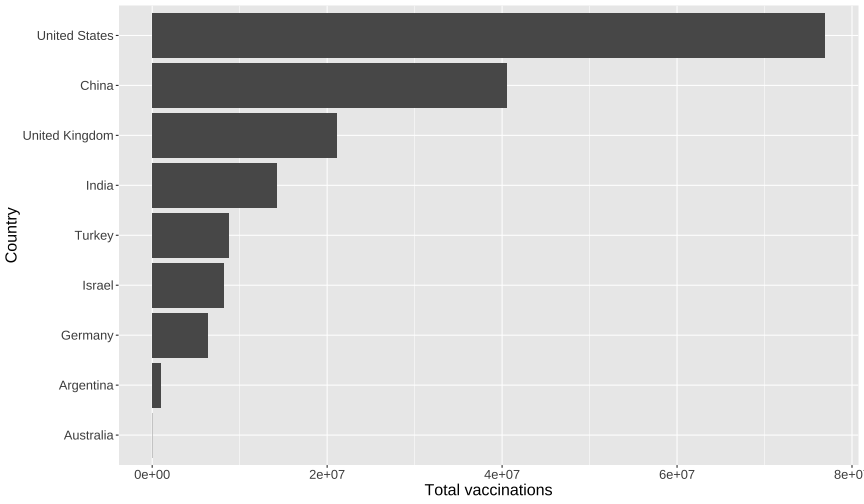 United States
China
United Kingdom
India
Turkey
Israel
Germany
Argentina
Australia
Country
0e+00 2e+07 4e+07 6e+07 8e+0
Total vaccinations